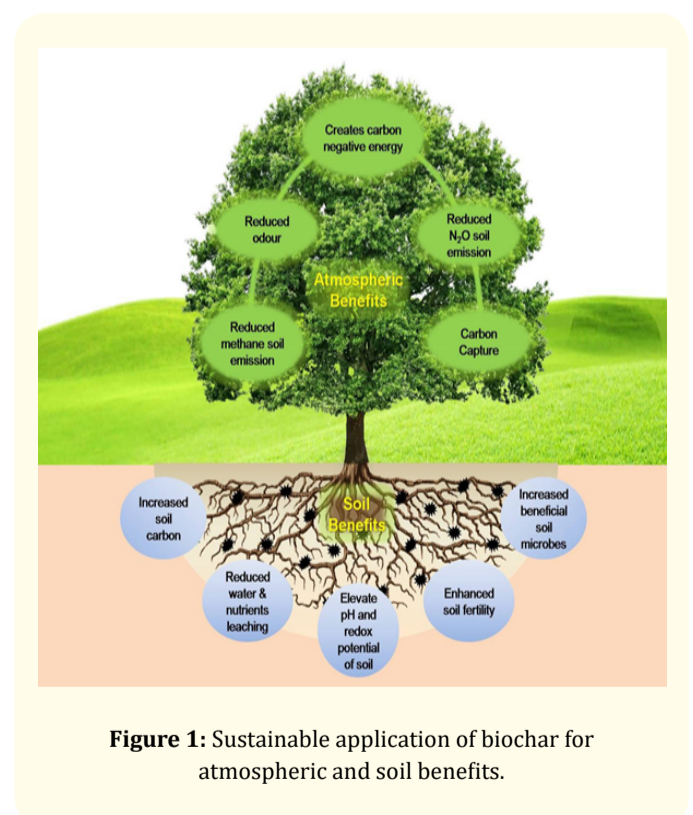 Creates carbon
negative energy
Reduced
odour
Reduced
N₂O soil
emission
Atmospheric
Benefits
Reduced
methane soil
emission
Carbon
Capture
Soil
Benefits
Increased
soil
carbon
Increased
beneficial
soil
microbes
Reduced
water &
nutrients
leaching
Elevate
pH and
redox
potential
of soil
Enhanced
soil fertility
Figure 1: Sustainable application of biochar for
atmospheric and soil benefits.